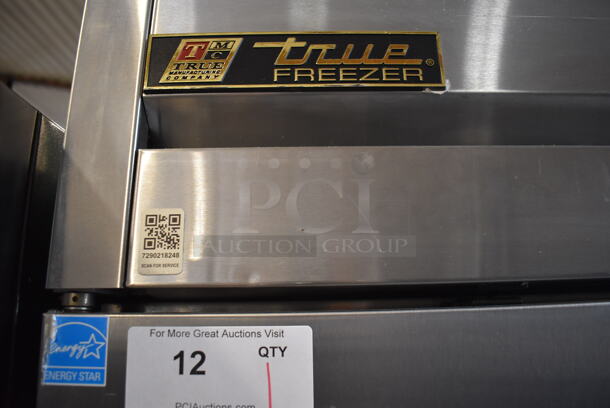 T M
C
TRUE
MANUFACTURING
COMPANY
true®
FREEZER
PCI
AUCTION GROUP
7290218248
SCAN FOR SERVICE
energy
ENERGY STAR
For More Great Auctions Visit
12
QTY
PCIAuctions.com